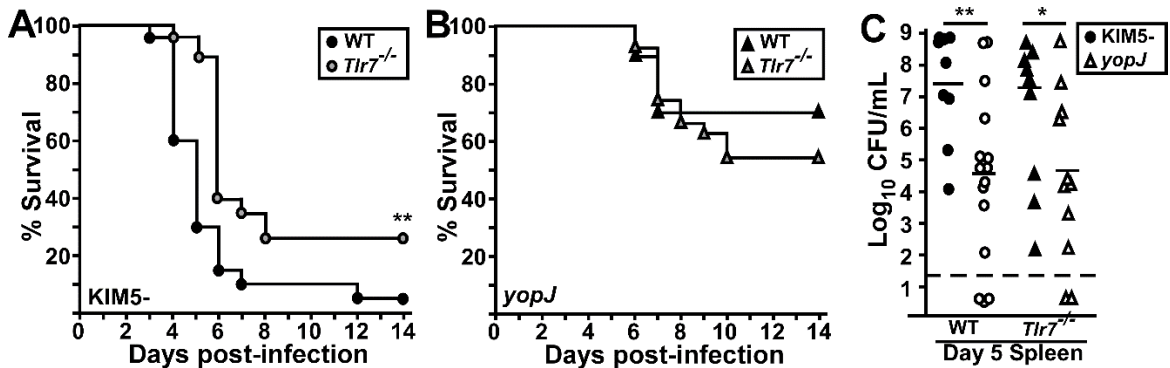 A
% Survival
100
80
60
40
20
WT
Tlr7-/-
**
KIM5-
0 2 4 6 8 10 12 14
Days post-infection
B
% Survival
100
80
60
40
20
WT
Tlr7-/-
yopJ
0 2 4 6 8 10 12 14
Days post-infection
C
Log10 CFU/mL
9
8
7
6
5
4
3
2
1
** *
KIM5-
yopJ
WT Tlr7-/-
Day 5 Spleen